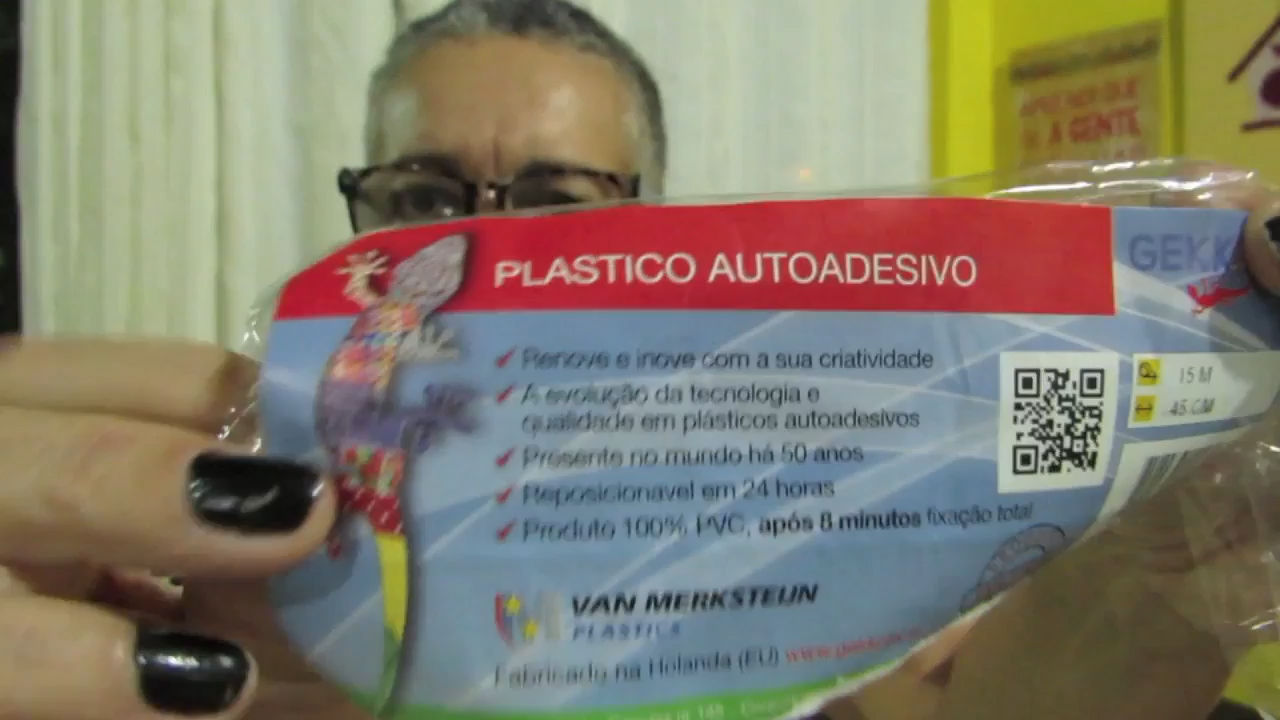 A GENTE
PLASTICO AUTOADESIVO
GEKK
✓ Renove e inove com a sua criatividade
✓ A evolução da tecnologia e
qualidade em plásticos autoadesivos
✓ Presente no mundo há 50 anos
✓ Reposicionavel em 24 horas
✓ Produto 100% PVC, após 8 minutos fixação total
15 M
45 CM
VAN MERKSTEIJN
PLASTICS
Fabricado na Holanda (EU)